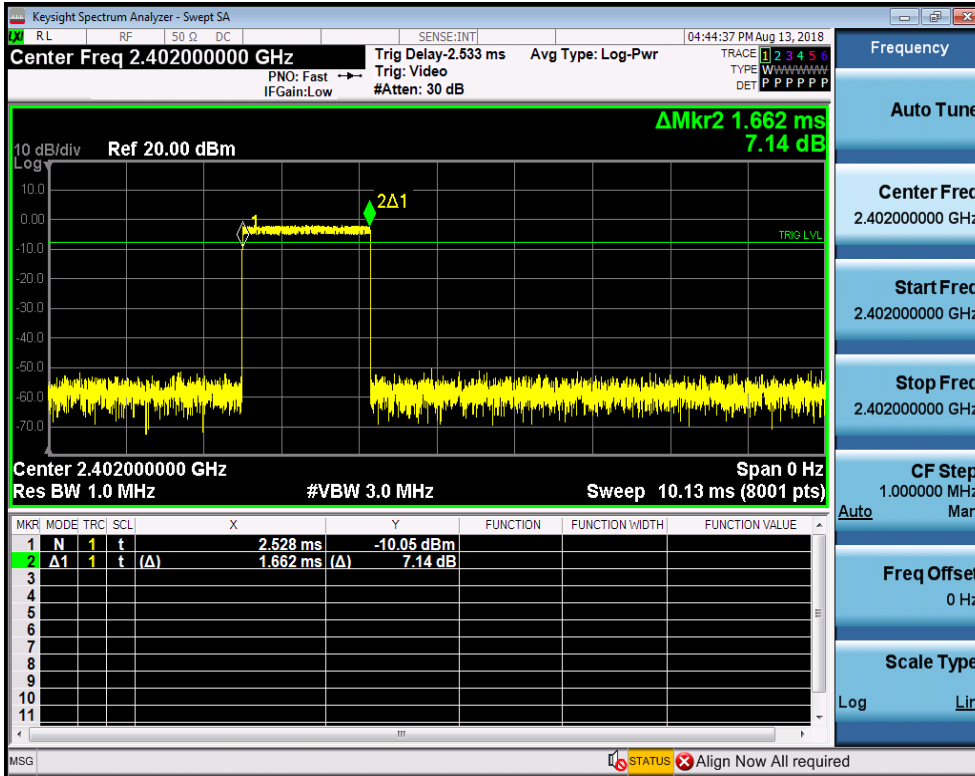 Keysight Spectrum Analyzer - Swept SA
LXI RL RF 50 Ω DC SENSE:INT 04:44:37 PM Aug 13, 2018
Center Freq 2.402000000 GHz
PNO: Fast
IFGain:Low
Trig Delay-2.533 ms
Trig: Video
#Atten: 30 dB
Avg Type: Log-Pwr
TRACE 1 2 3 4 5 6
TYPE WWWWWW
DET P P P P P P
ΔMkr2 1.662 ms
7.14 dB
10 dB/div Ref 20.00 dBm
Log
10.0
0.00
-10.0
-20.0
-30.0
-40.0
-50.0
-60.0
-70.0
1
2Δ1
TRIG LVL
Center 2.402000000 GHz Span 0 Hz
Res BW 1.0 MHz #VBW 3.0 MHz Sweep 10.13 ms (8001 pts)
MKR MODE TRC SCL X Y FUNCTION FUNCTION WIDTH FUNCTION VALUE
1 N 1 t 2.528 ms -10.05 dBm
2 Δ1 1 t (Δ) 1.662 ms (Δ) 7.14 dB
3
4
5
6
7
8
9
10
11
MSG STATUS Align Now All required
Frequency
Auto Tune
Center Freq
2.402000000 GHz
Start Freq
2.402000000 GHz
Stop Freq
2.402000000 GHz
CF Step
1.000000 MHz
Auto Man
Freq Offset
0 Hz
Scale Type
Log Lin